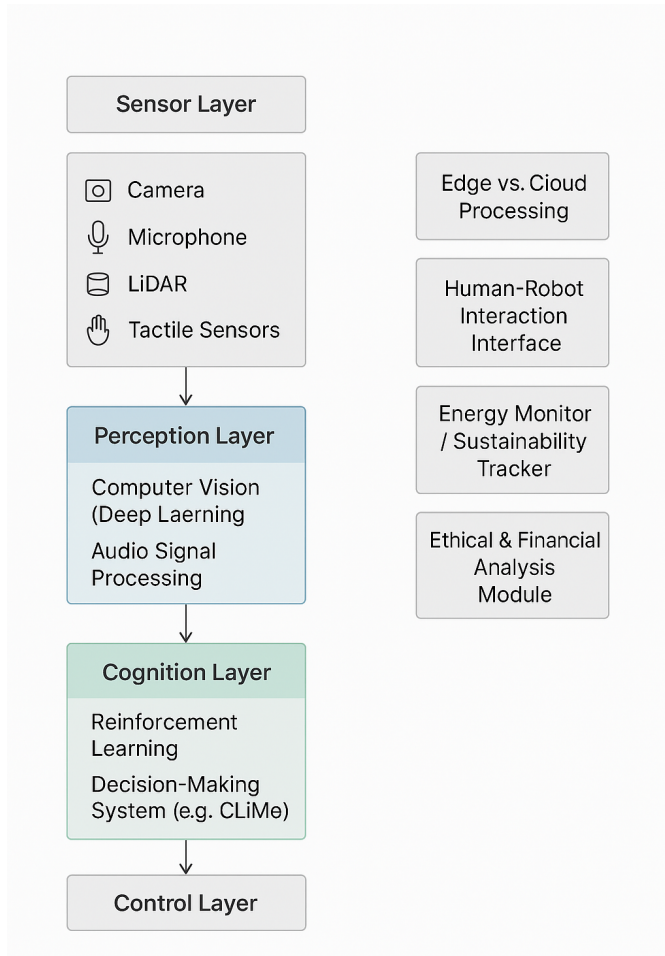 Sensor Layer
Camera
Microphone
LiDAR
Tactile Sensors
Perception Layer
Computer Vision
(Deep Laerning
Audio Signal
Processing
Cognition Layer
Reinforcement
Learning
Decision-Making
System (e.g. CLiMɵ)
Control Layer
Edge vs. Cloud
Processing
Human-Robot
Interaction
Interface
Energy Monitor
/ Sustainability
Tracker
Ethical & Financial
Analysis
Module